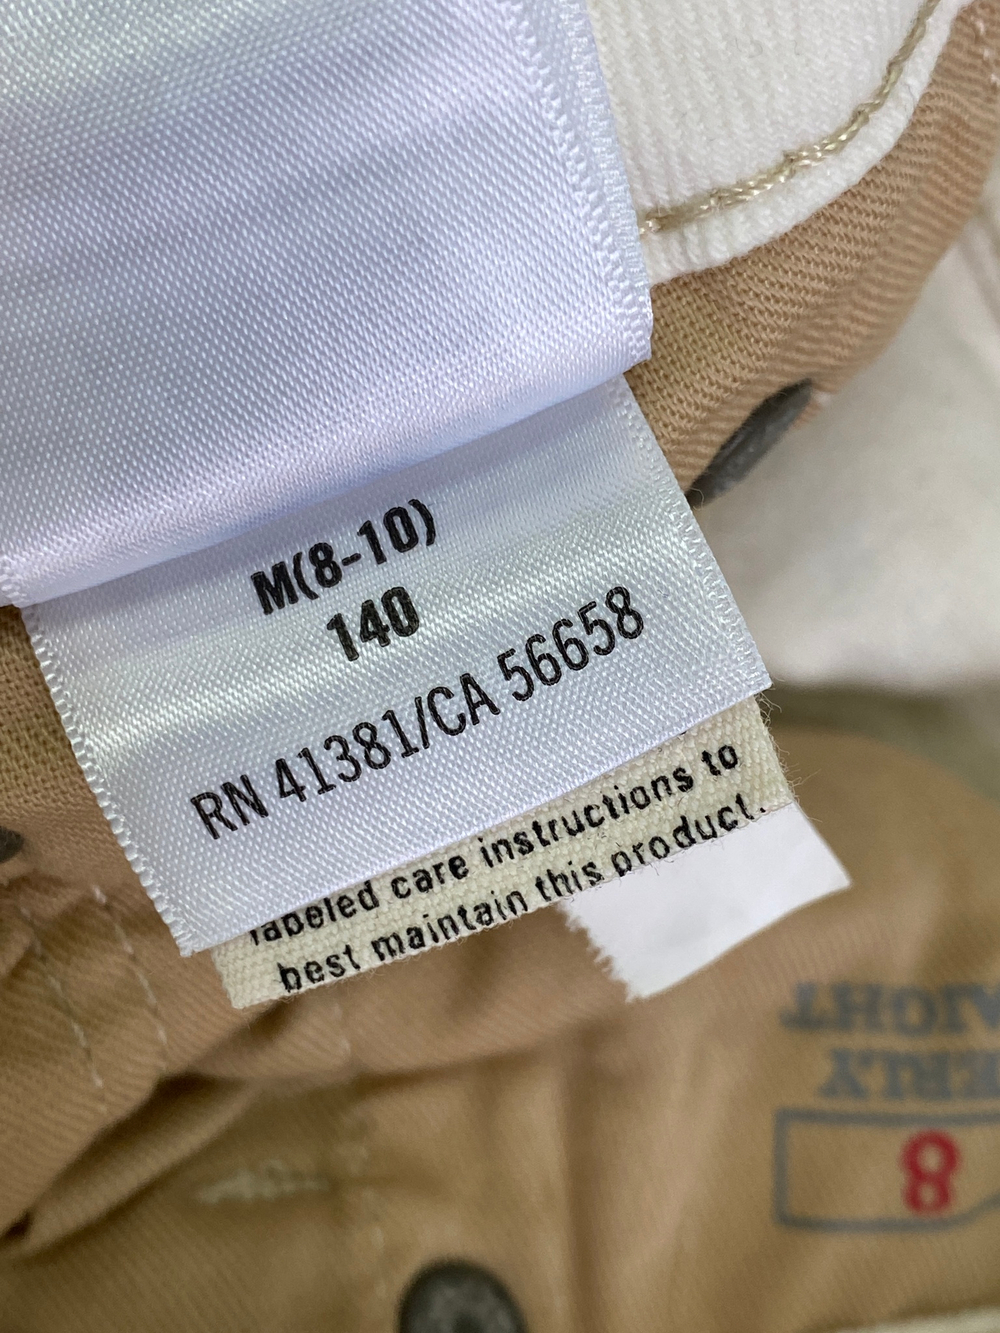 M(8-10)
140
RN 41381/CA 56658
labeled care instructions to
best maintain this product.
8